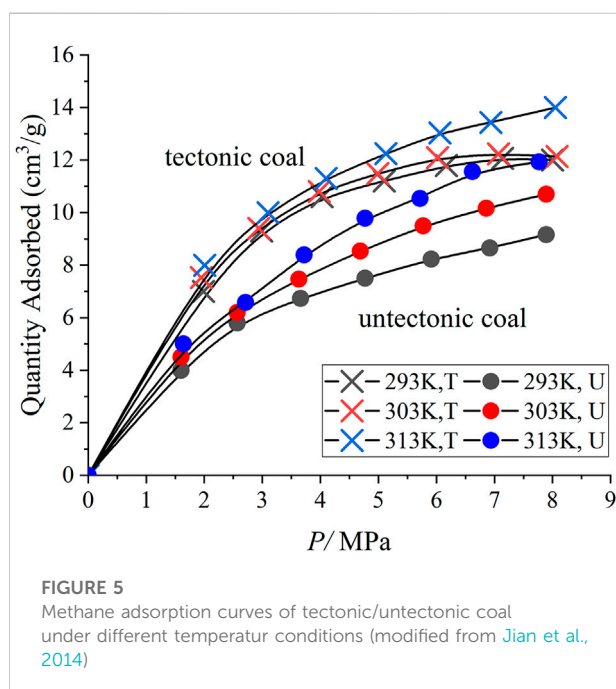 16
14
12
10
8
6
4
2
0
Quantity Adsorbed (cm³/g)
tectonic coal
untectonic coal
293K,T 293K, U
303K,T 303K, U
313K,T 313K, U
0 1 2 3 4 5 6 7 8 9
P/ MPa
FIGURE 5
Methane adsorption curves of tectonic/untectonic coal
under different temperatur conditions (modified from Jian et al.,
2014)